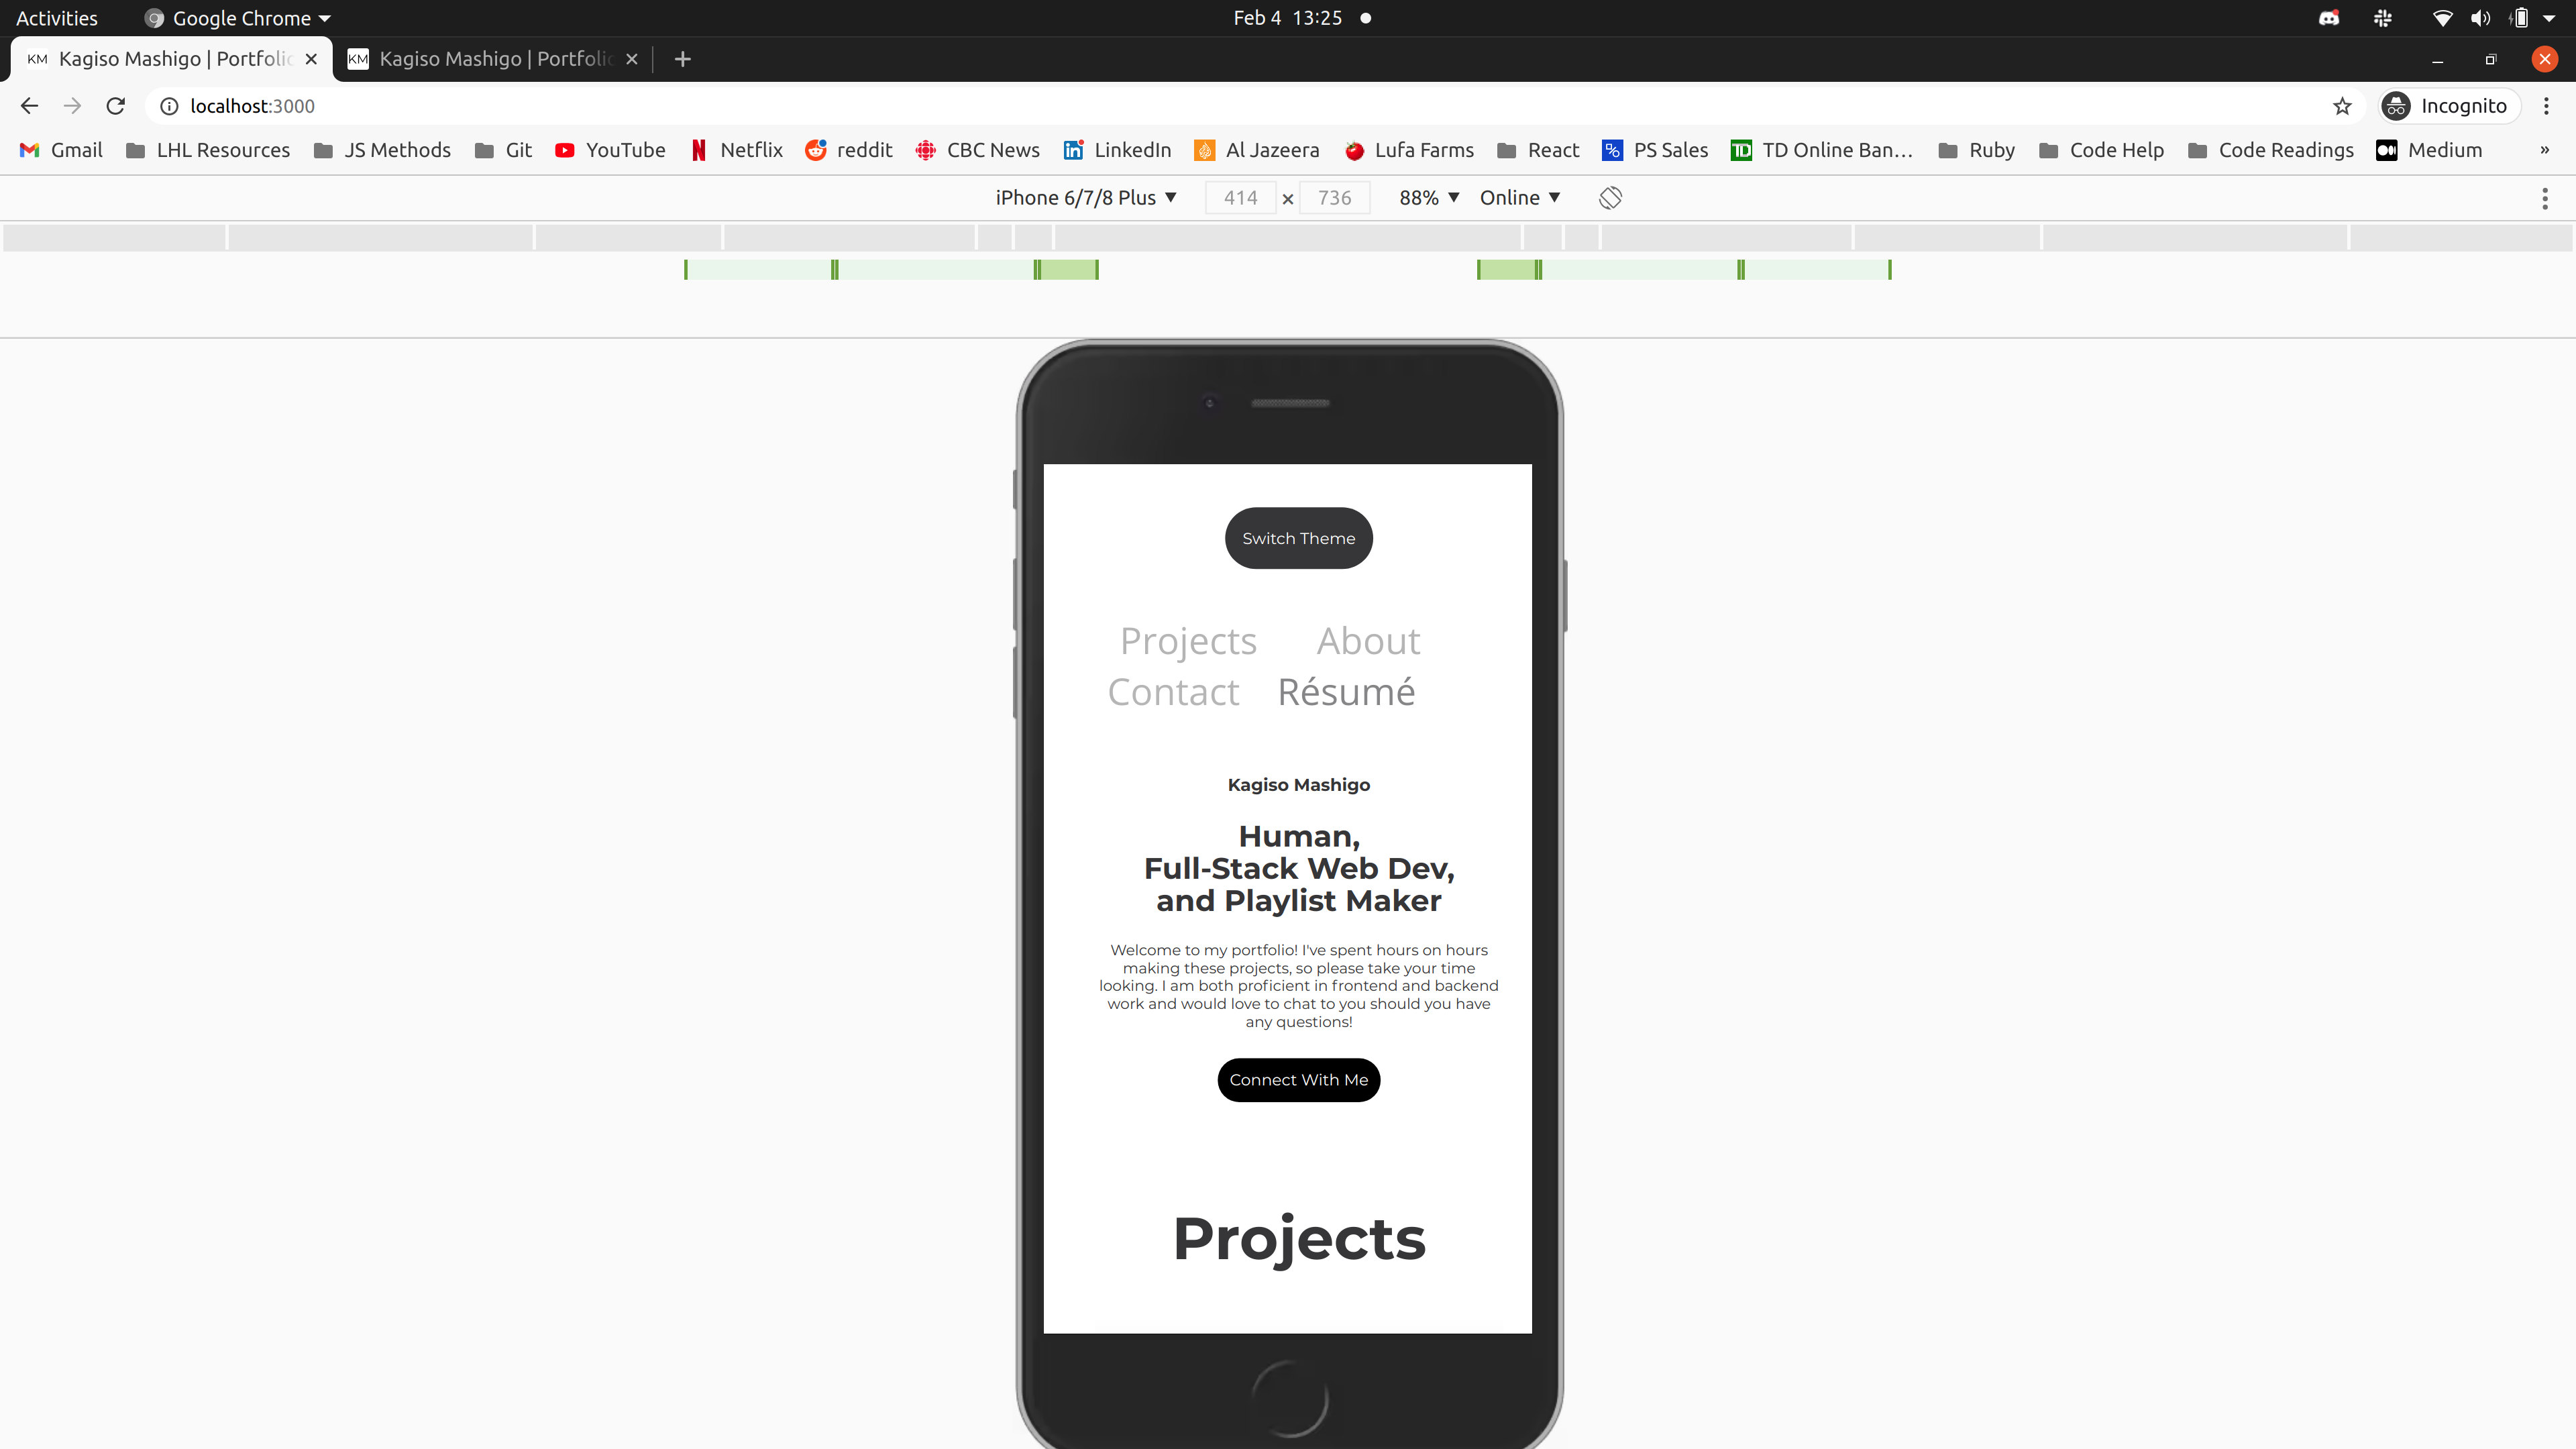 Activities Google Chrome Feb 4 13:25
KM Kagiso Mashigo | Portfolio KM Kagiso Mashigo | Portfolio
localhost:3000 Incognito
Gmail LHL Resources JS Methods Git YouTube Netflix reddit CBC News LinkedIn Al Jazeera Lufa Farms React PS Sales TD Online Ban... Ruby Code Help Code Readings Medium »
iPhone 6/7/8 Plus 414 × 736 88% Online
Switch Theme
Projects About
Contact Résumé
Kagiso Mashigo
Human,
Full-Stack Web Dev,
and Playlist Maker
Welcome to my portfolio! I've spent hours on hours
making these projects, so please take your time
looking. I am both proficient in frontend and backend
work and would love to chat to you should you have
any questions!
Connect With Me
Projects